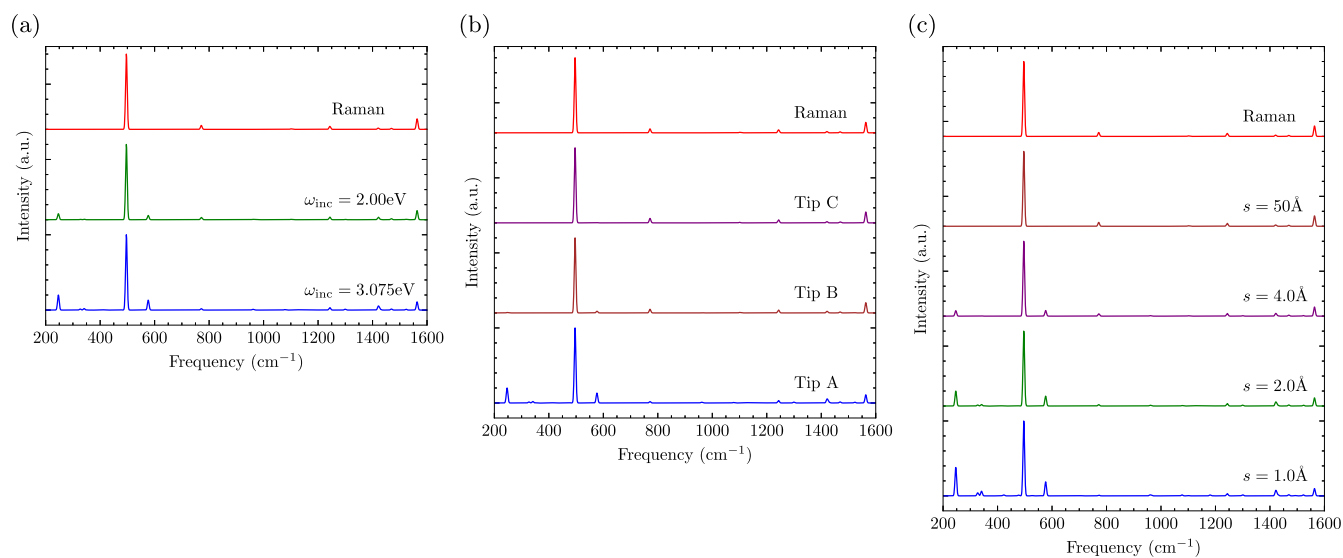 (a)
Intensity (a.u.)
Raman
ω_inc = 2.00eV
ω_inc = 3.075eV
200 400 600 800 1000 1200 1400 1600
Frequency (cm⁻¹)
(b)
Intensity (a.u.)
Raman
Tip C
Tip B
Tip A
200 400 600 800 1000 1200 1400 1600
Frequency (cm⁻¹)
(c)
Intensity (a.u.)
Raman
s = 50Å
s = 4.0Å
s = 2.0Å
s = 1.0Å
200 400 600 800 1000 1200 1400 1600
Frequency (cm⁻¹)